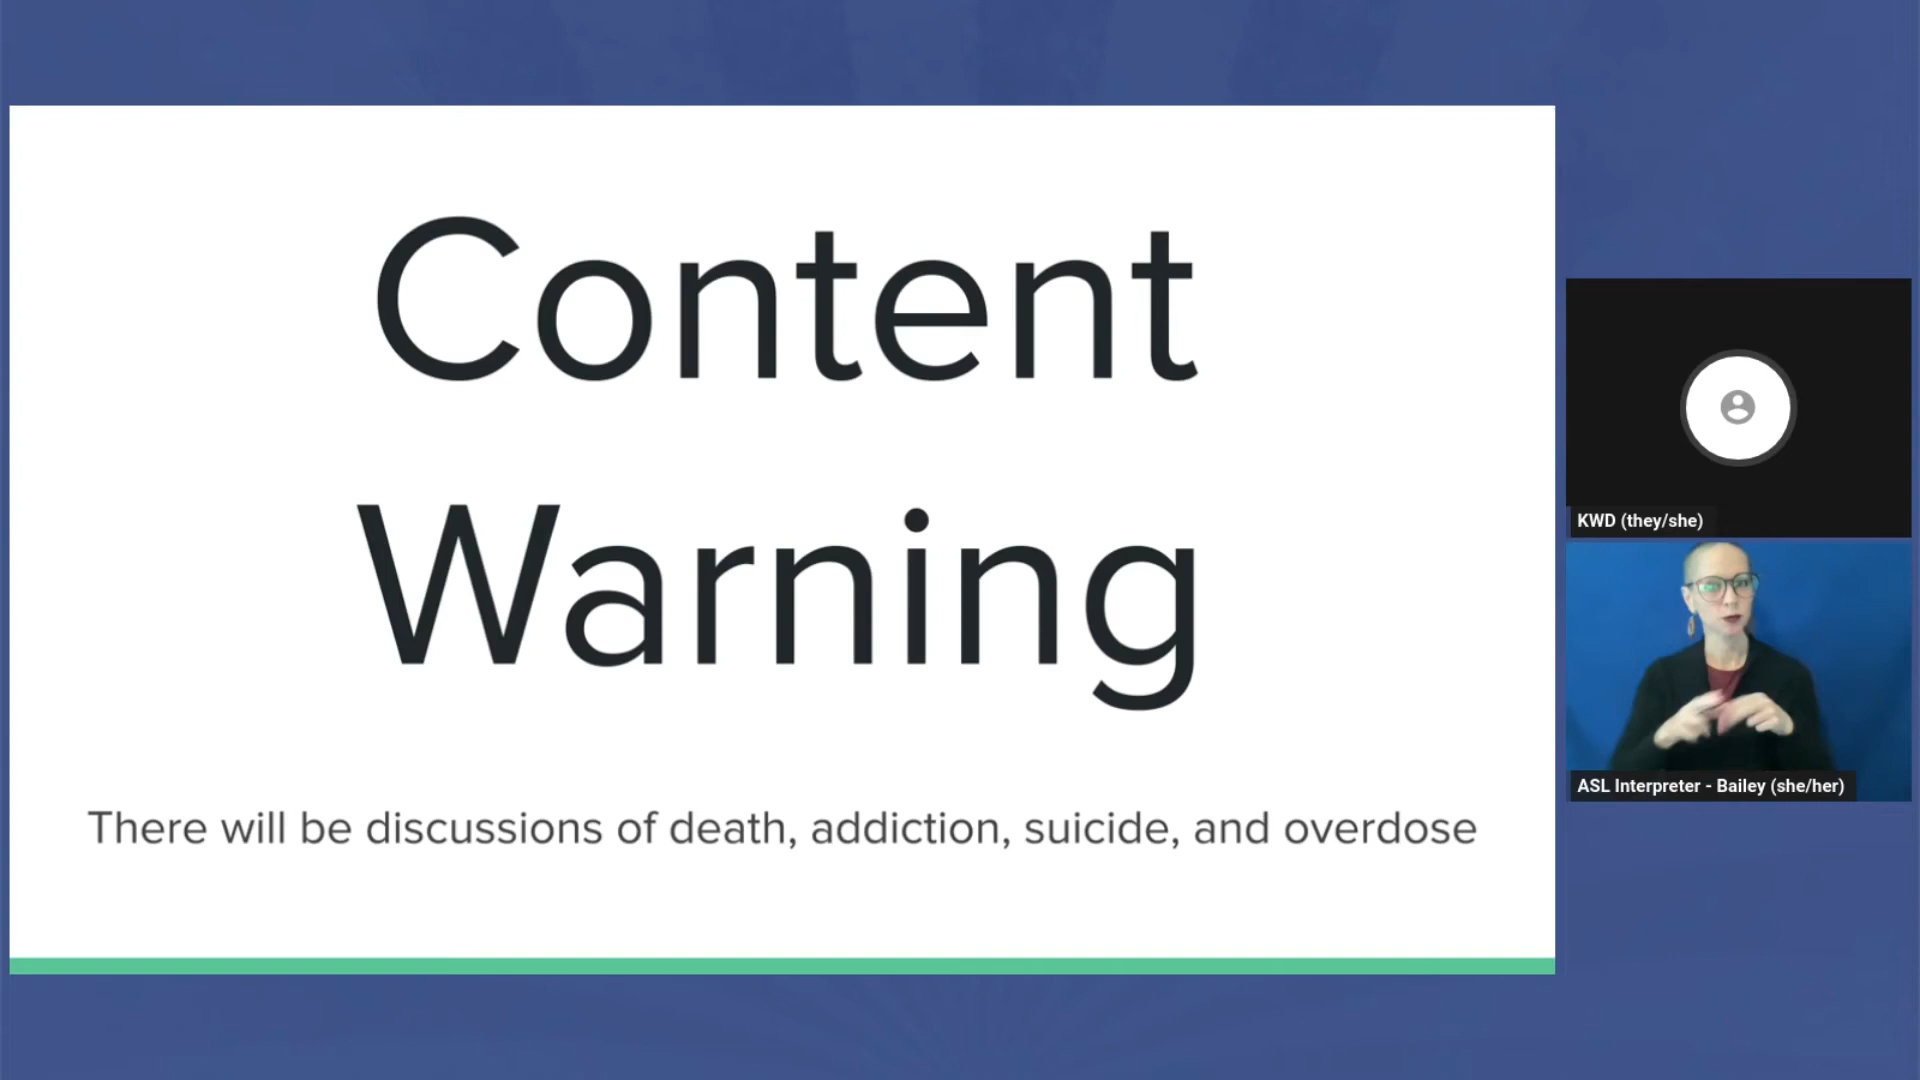 Content
Warning
There will be discussions of death, addiction, suicide, and overdose
KWD (they/she)
ASL Interpreter - Bailey (she/her)